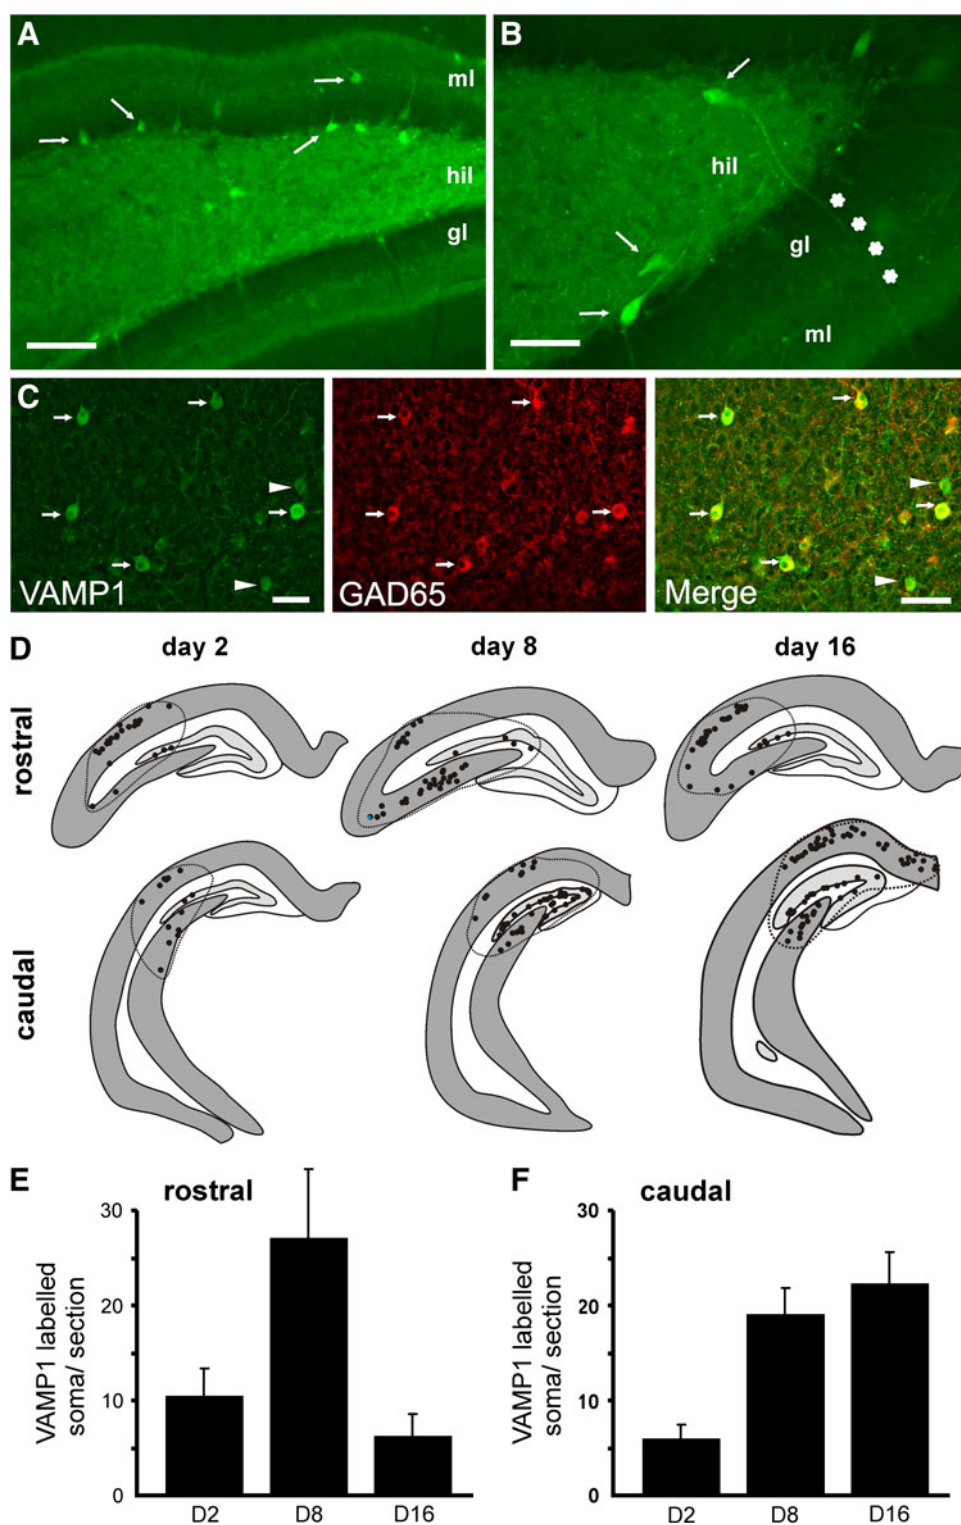 A
ml
hil
gl
B
hil
gl
ml
C
VAMP1
GAD65
Merge
D
day 2
day 8
day 16
rostral
caudal
E
rostral
VAMP1 labelled
soma/ section
30
20
10
0
D2
D8
D16
F
caudal
VAMP1 labelled
soma/ section
30
20
10
0
D2
D8
D16